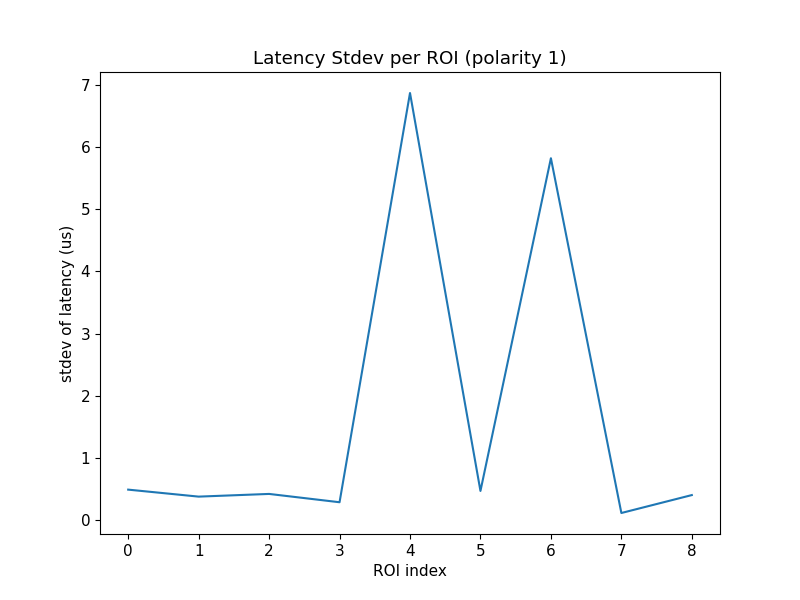 Latency Stdev per ROI (polarity 1)
7
6
5
4
3
2
1
0
stdev of latency (us)
0 1 2 3 4 5 6 7 8
ROI index